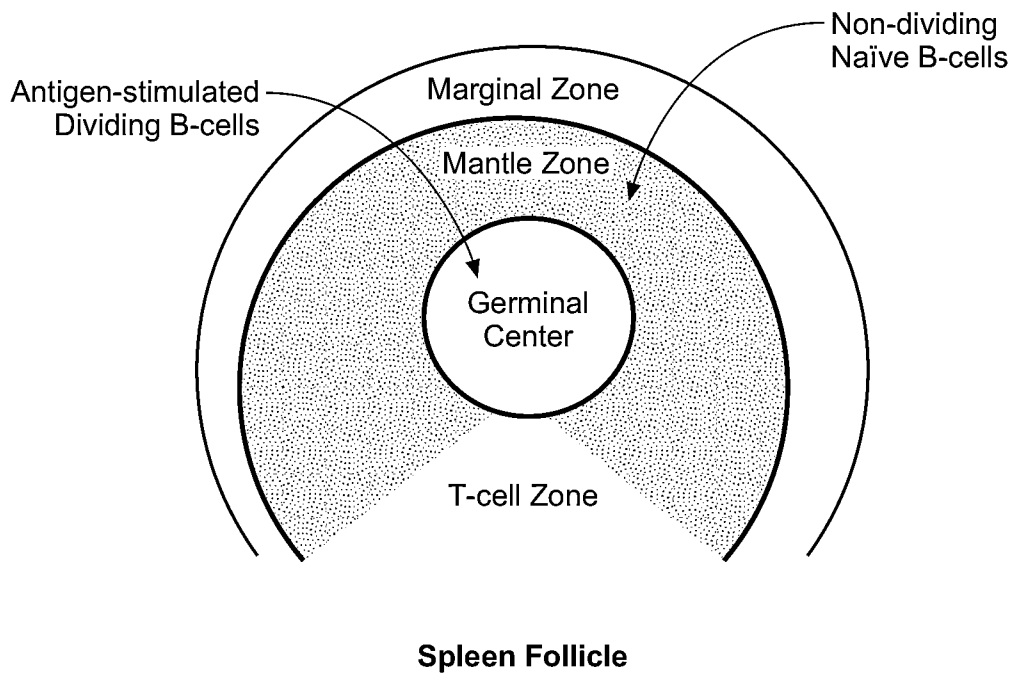 Non-dividing
Naïve B-cells
Antigen-stimulated
Dividing B-cells
Marginal Zone
Mantle Zone
Germinal
Center
T-cell Zone
Spleen Follicle